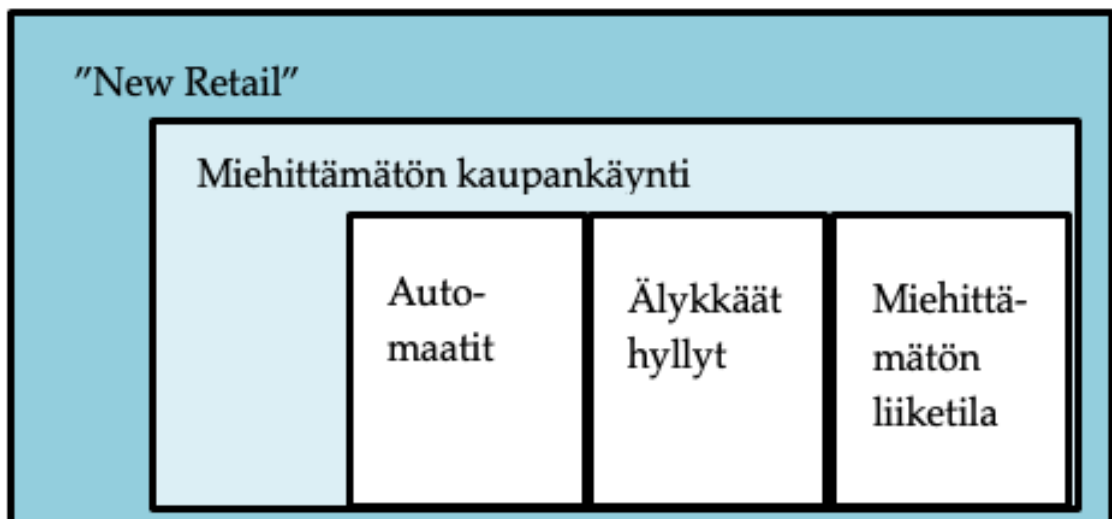 ”New Retail”
Miehittämätön kaupankäynti
Auto-
maatit
Älykkäät
hyllyt
Miehittä-
mätön
liiketila